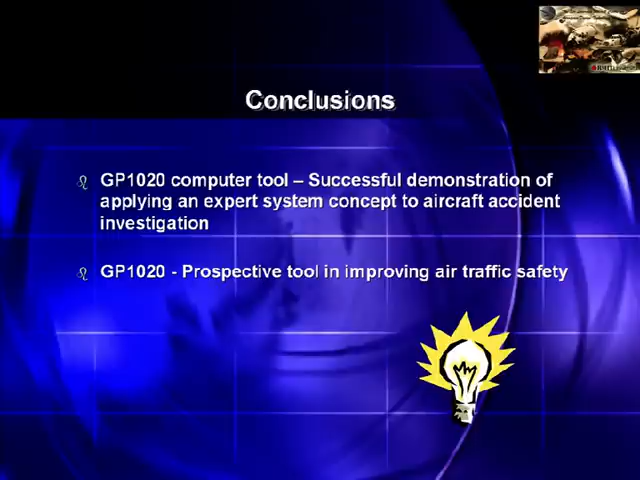 Conclusions
GP1020 computer tool – Successful demonstration of
applying an expert system concept to aircraft accident
investigation
GP1020 - Prospective tool in improving air traffic safety